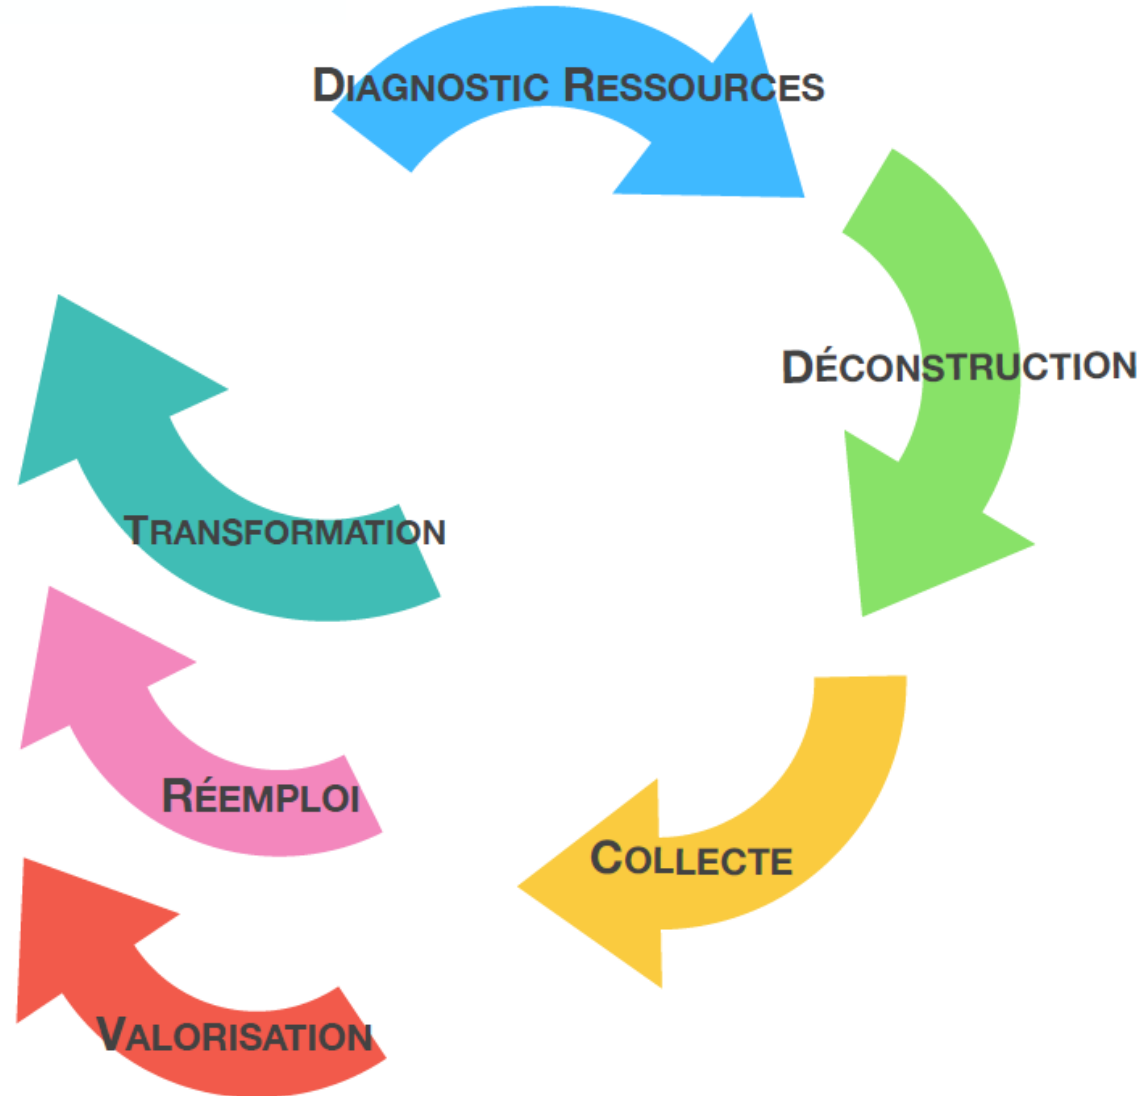 DIAGNOSTIC RESSOURCES
DÉCONSTRUCTION
TRANSFORMATION
RÉEMPLOI
COLLECTE
VALORISATION